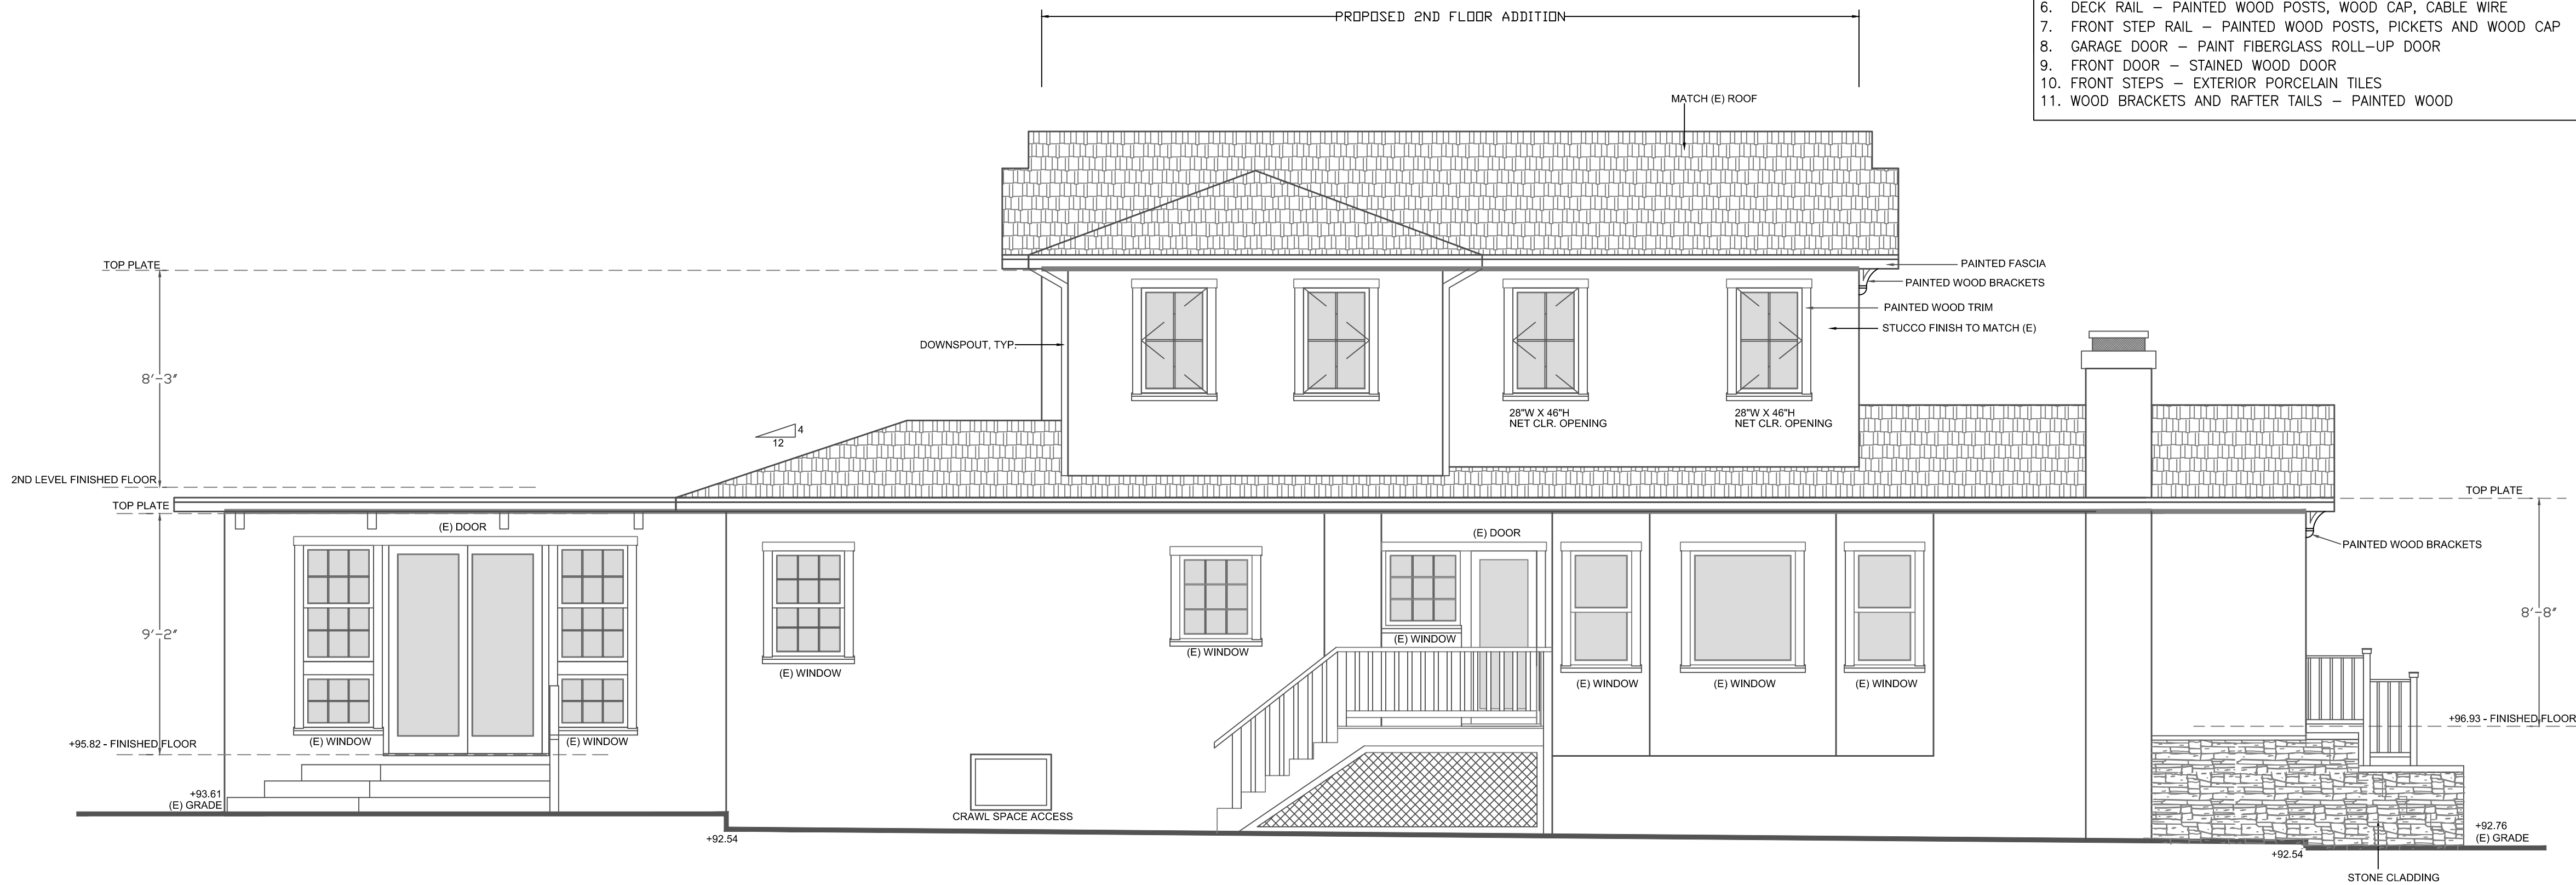 PROPOSED 2ND FLOOR ADDITION
6. DECK RAIL – PAINTED WOOD POSTS, WOOD CAP, CABLE WIRE
7. FRONT STEP RAIL – PAINTED WOOD POSTS, PICKETS AND WOOD CAP
8. GARAGE DOOR – PAINT FIBERGLASS ROLL–UP DOOR
9. FRONT DOOR – STAINED WOOD DOOR
10. FRONT STEPS – EXTERIOR PORCELAIN TILES
11. WOOD BRACKETS AND RAFTER TAILS – PAINTED WOOD
MATCH (E) ROOF
TOP PLATE
PAINTED FASCIA
PAINTED WOOD BRACKETS
PAINTED WOOD TRIM
STUCCO FINISH TO MATCH (E)
DOWNSPOUT, TYP.
8'-3"
28"W X 46"H
NET CLR. OPENING
28"W X 46"H
NET CLR. OPENING
4
12
2ND LEVEL FINISHED FLOOR
TOP PLATE
TOP PLATE
(E) DOOR
(E) DOOR
PAINTED WOOD BRACKETS
9'-2"
8'-8"
(E) WINDOW
(E) WINDOW
(E) WINDOW
(E) WINDOW
(E) WINDOW
(E) WINDOW
(E) WINDOW
(E) WINDOW
+95.82 - FINISHED FLOOR
+96.93 - FINISHED FLOOR
+93.61
(E) GRADE
CRAWL SPACE ACCESS
+92.54
+92.54
+92.76
(E) GRADE
STONE CLADDING